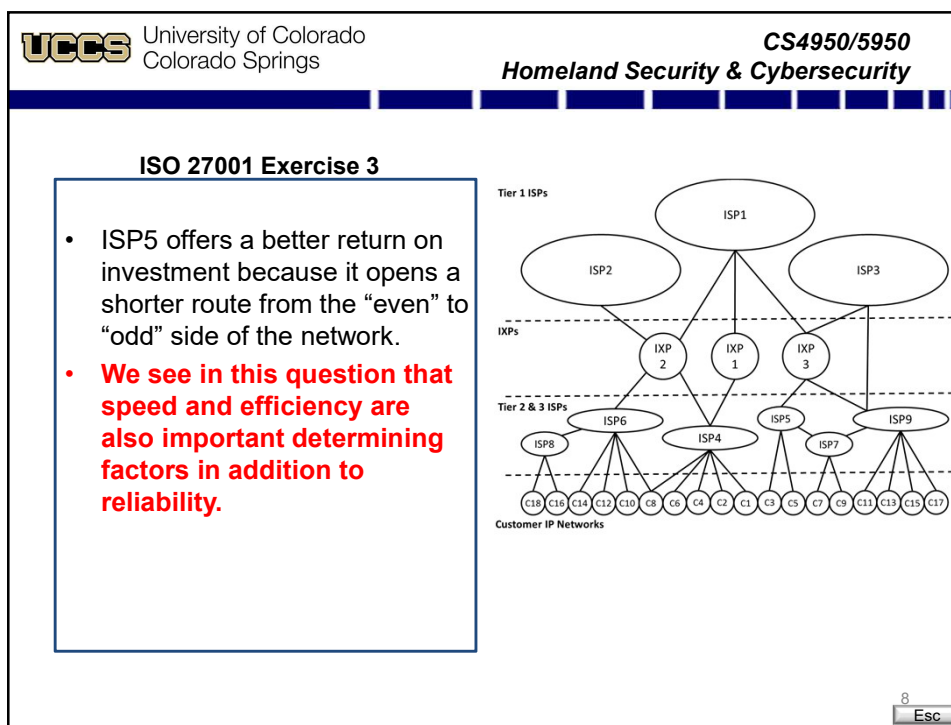 UCCS University of Colorado
Colorado Springs
CS4950/5950
Homeland Security & Cybersecurity
ISO 27001 Exercise 3
• ISP5 offers a better return on
investment because it opens a
shorter route from the “even” to
“odd” side of the network.
• We see in this question that
speed and efficiency are
also important determining
factors in addition to
reliability.
Tier 1 ISPs
ISP1
ISP2
ISP3
IXPs
IXP
2
IXP
1
IXP
3
Tier 2 & 3 ISPs
ISP6
ISP5
ISP9
ISP8
ISP4
ISP7
C18 C16 C14 C12 C10 C8 C6 C4 C2 C1 C3 C5 C7 C9 C11 C13 C15 C17
Customer IP Networks
8
Esc